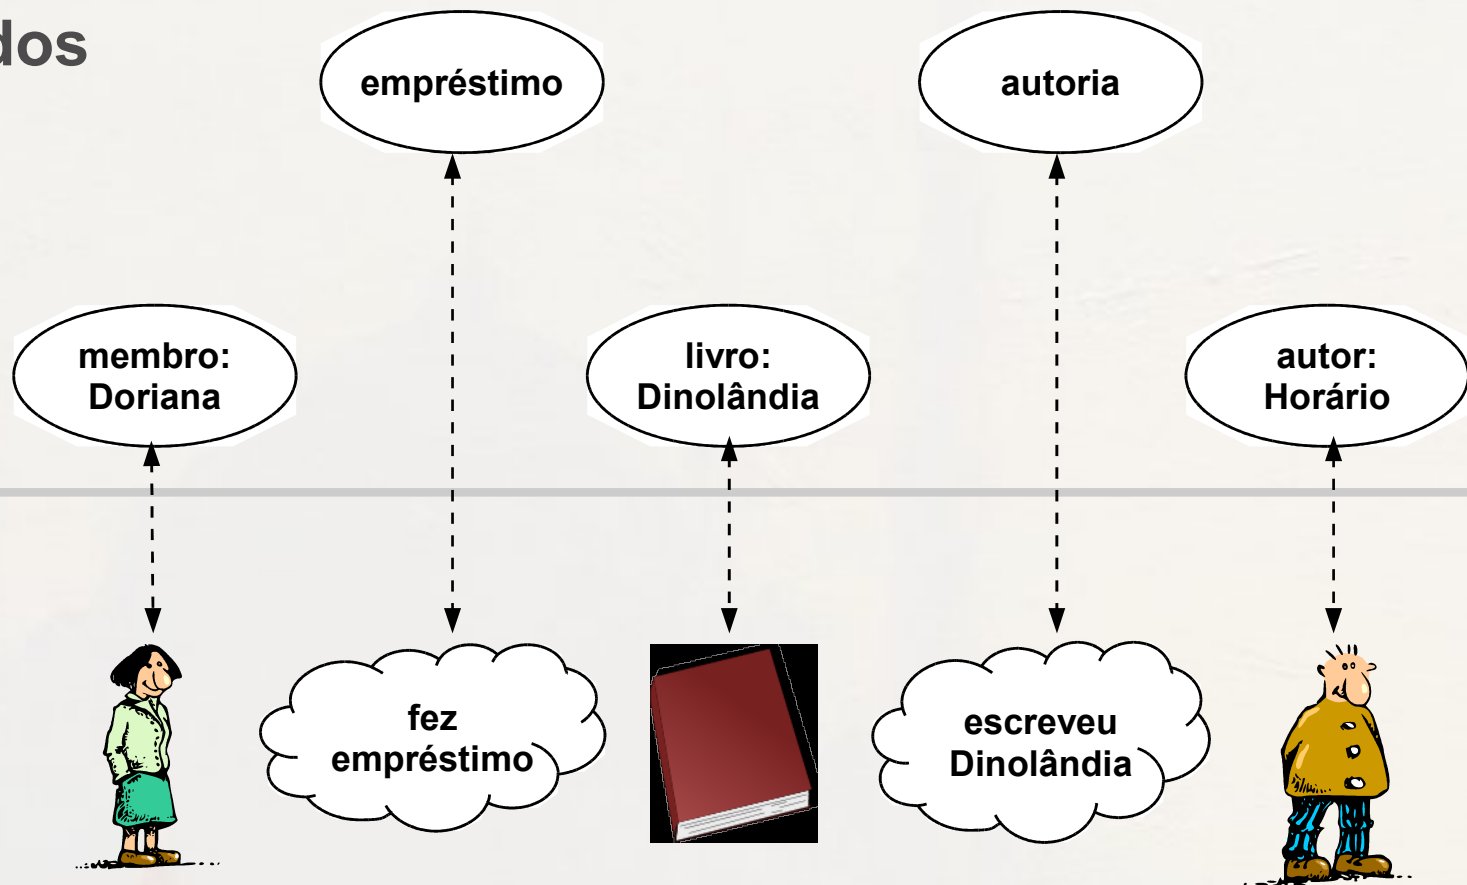 dos
empréstimo
autoria
membro:
Doriana
livro:
Dinolândia
autor:
Horário
fez
empréstimo
escreveu
Dinolândia